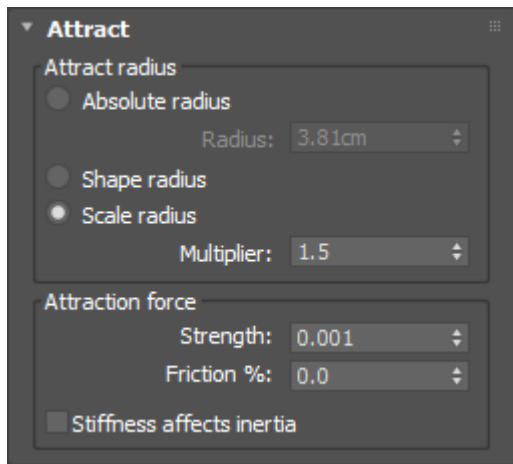 Attract
Attract radius
Absolute radius
Radius: 3.81cm
Shape radius
Scale radius
Multiplier: 1.5
Attraction force
Strength: 0.001
Friction %: 0.0
Stiffness affects inertia